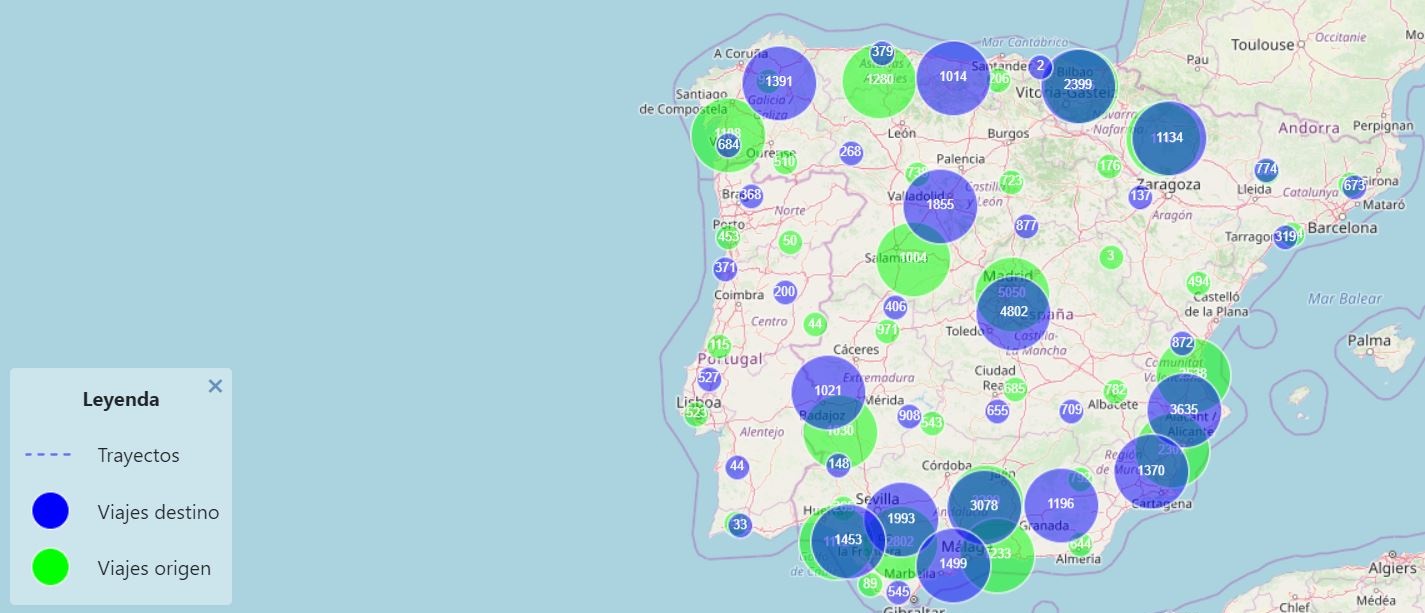 Mar Cantábrico
Toulouse
Occitanie
Mo
A Coruña
379
2
Pau
Santander
Bilbao
1391
1280
1014
206
2399
Santiago
de Compostela
Galicia /
Galiza
Vitoria-Gasteiz
Perpignan
Andorra
1198
684
Ourense
510
268
León
Burgos
Navarra -
Nafarroa
1134
Palencia
176
774
673
Girona
Zaragoza
Lleida
Catalunya
Mataró
368
Norte
Valladolid
1855
Castilla
y León
723
137
Aragón
Barcelona
Porto
453
50
877
Tarragona
319
Salamanca
1064
3
371
Madrid
494
Castelló
de la Plana
Mar Balear
200
Coimbra
406
5050
4802
España
Centro
44
971
Toledo
Castilla-
La Mancha
Palma
115
Cáceres
872
Portugal
Comunitat
Valenciana
527
1021
Extremadura
Ciudad
Real
685
782
Leyenda
Lisboa
523
Mérida
Albacete
3635
Badajoz
908
543
655
709
Alacant /
Alicante
Alentejo
1030
Trayectos
Córdoba
Jaén
Región
de Murcia
1370
44
148
Viajes destino
Sevilla
Huelva
3078
1196
Cartagena
33
1993
Andalucía
Granada
1453
2802
la Frontera
Málaga
233
644
Viajes origen
1499
Almería
Algiers
89
Marbella
545
Gibraltar
Chlef
Médéa